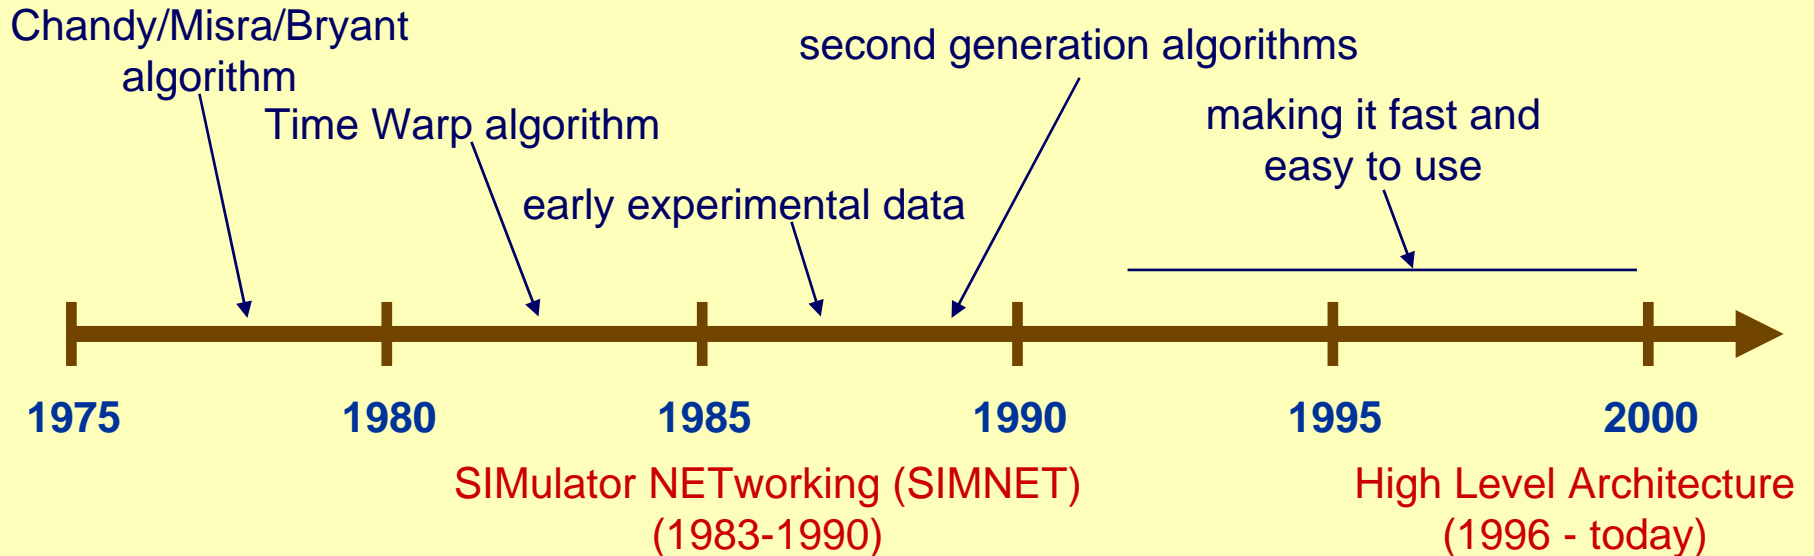 Chandy/Misra/Bryant
algorithm
Time Warp algorithm
early experimental data
second generation algorithms
making it fast and
easy to use
1975 1980 1985 1990 1995 2000
SIMulator NETworking (SIMNET)
(1983-1990)
High Level Architecture
(1996 - today)